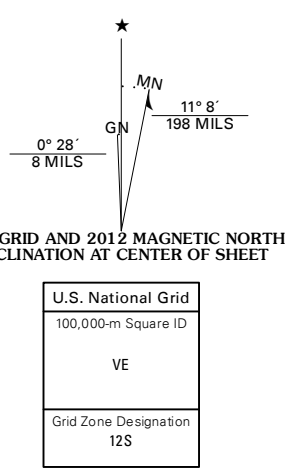 ★
MN
GN
11° 8´
198 MILS
0° 28´
8 MILS
GRID AND 2012 MAGNETIC NORTH
CLINATION AT CENTER OF SHEET
U.S. National Grid
100,000-m Square ID
VE
Grid Zone Designation
12S